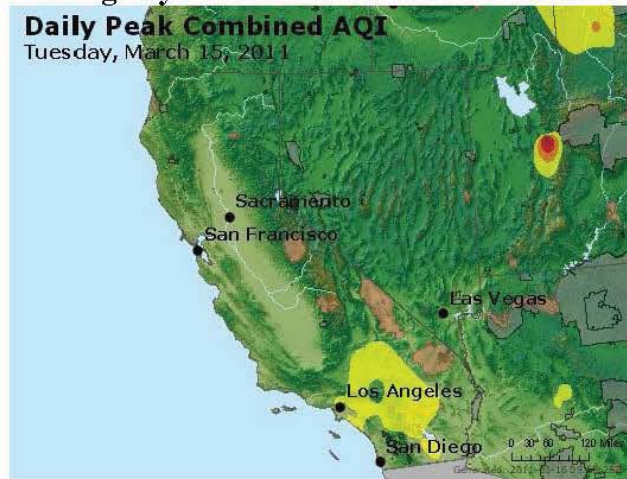 Daily Peak Combined AQI
Tuesday, March 15, 2011
Sacramento
San Francisco
Las Vegas
Los Angeles
San Diego
0 30 60 120 Miles